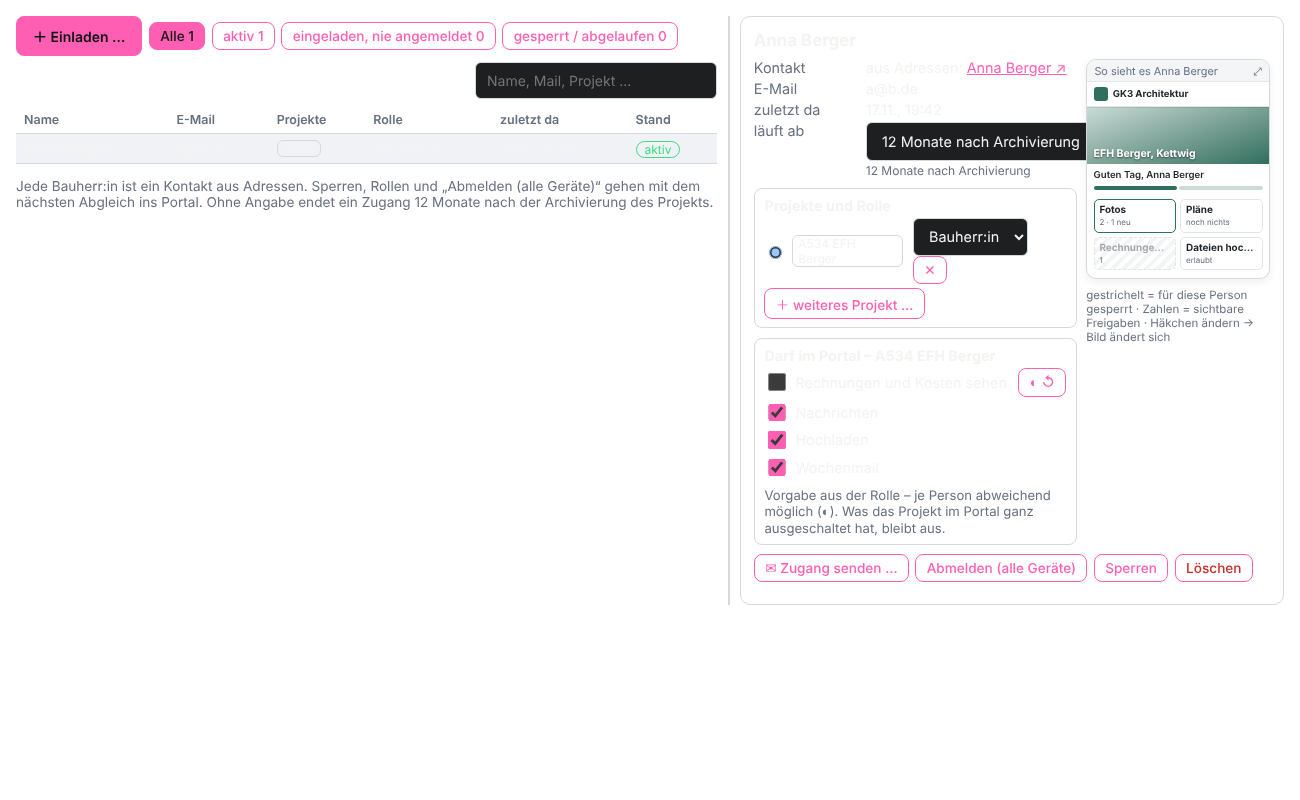 + Einladen ...
Alle 1
aktiv 1
eingeladen, nie angemeldet 0
gesperrt / abgelaufen 0
Name, Mail, Projekt ...
Name E-Mail Projekte Rolle zuletzt da Stand
aktiv
Jede Bauherr:in ist ein Kontakt aus Adressen. Sperren, Rollen und „Abmelden (alle Geräte)“ gehen mit dem
nächsten Abgleich ins Portal. Ohne Angabe endet ein Zugang 12 Monate nach der Archivierung des Projekts.
Anna Berger
Kontakt aus Adressen: Anna Berger ↗
E-Mail a@b.de
zuletzt da 17.11., 19:42
läuft ab 12 Monate nach Archivierung
12 Monate nach Archivierung
Projekte und Rolle
A534 EFH
Berger
Bauherr:in
×
+ weiteres Projekt ...
Darf im Portal – A534 EFH Berger
Rechnungen und Kosten sehen
Nachrichten
Hochladen
Wochenmail
Vorgabe aus der Rolle – je Person abweichend
möglich (◖). Was das Projekt im Portal ganz
ausgeschaltet hat, bleibt aus.
So sieht es Anna Berger
GK3 Architektur
EFH Berger, Kettwig
Guten Tag, Anna Berger
Fotos
2 · 1 neu
Pläne
noch nichts
Rechnunge...
1
Dateien hoc...
erlaubt
gestrichelt = für diese Person
gesperrt · Zahlen = sichtbare
Freigaben · Häkchen ändern →
Bild ändert sich
✉ Zugang senden ...
Abmelden (alle Geräte)
Sperren
Löschen